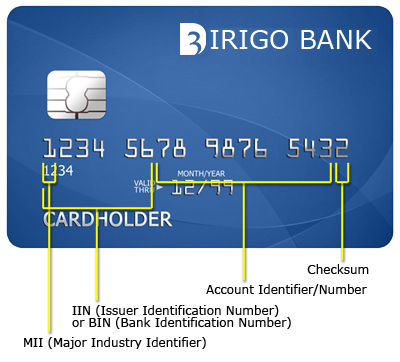 DIRIGO BANK
1234 5678 9876 5432
1234
MONTH/YEAR
VALID THRU 12/99
CARDHOLDER
Checksum
Account Identifier/Number
IIN (Issuer Identification Number)
or BIN (Bank Identification Number)
MII (Major Industry Identifier)